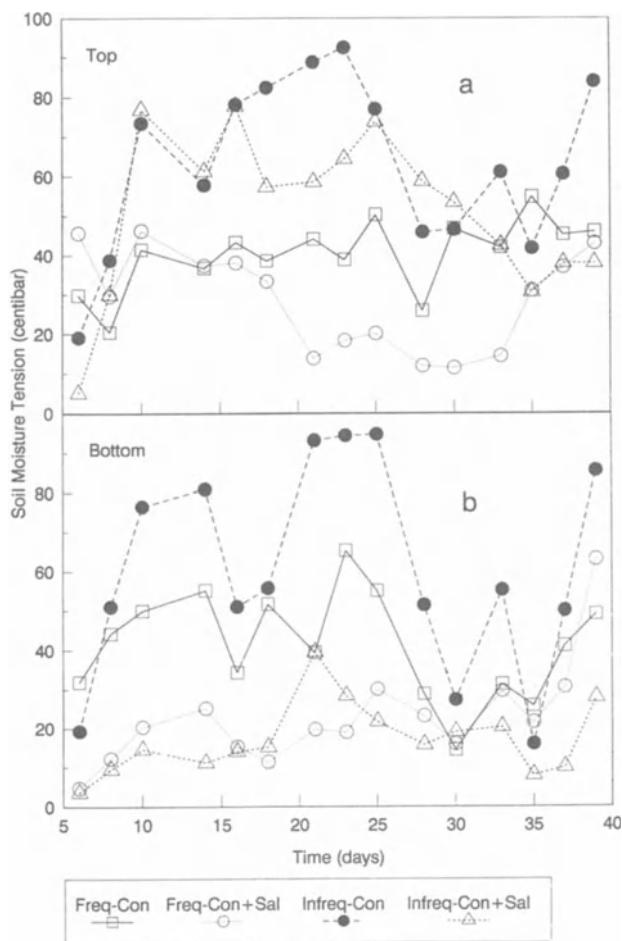 100
Top
a
80
60
40
20
0
Soil Moisture Tension (centibar)
Bottom
b
80
60
40
20
0
5 10 15 20 25 30 35 40
Time (days)
Freq-Con Freq-Con+Sal Infreq-Con Infreq-Con+Sal